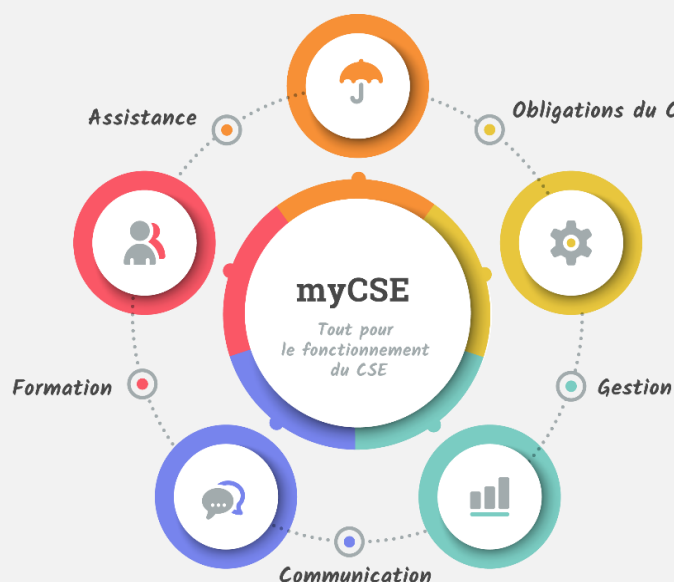 Assistance
Obligations du
myCSE
Tout pour
le fonctionnement
du CSE
Formation
Gestion
Communication